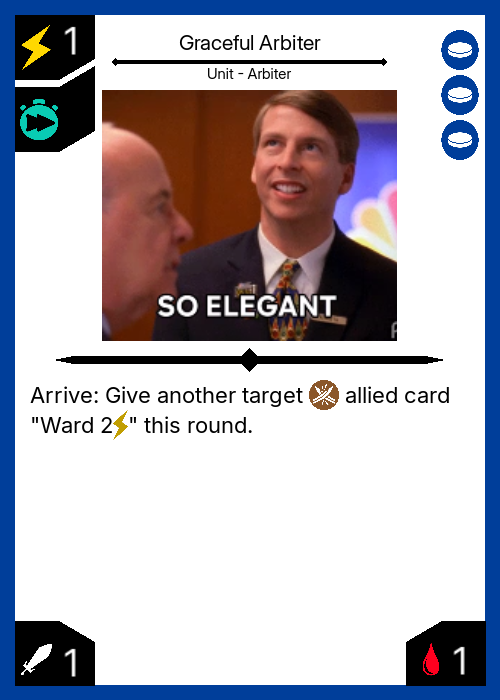 1
Graceful Arbiter
Unit - Arbiter
SO ELEGANT
Arrive: Give another target allied card
"Ward 2" this round.
1
1